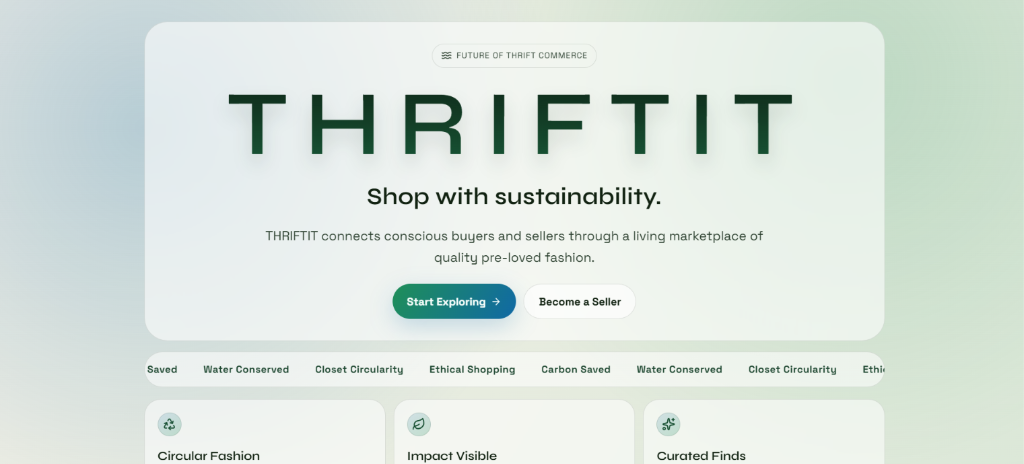 FUTURE OF THRIFT COMMERCE
THRIFTIT
Shop with sustainability.
THRIFTIT connects conscious buyers and sellers through a living marketplace of
quality pre-loved fashion.
Start Exploring → Become a Seller
Saved Water Conserved Closet Circularity Ethical Shopping Carbon Saved Water Conserved Closet Circularity
Circular Fashion Impact Visible Curated Finds